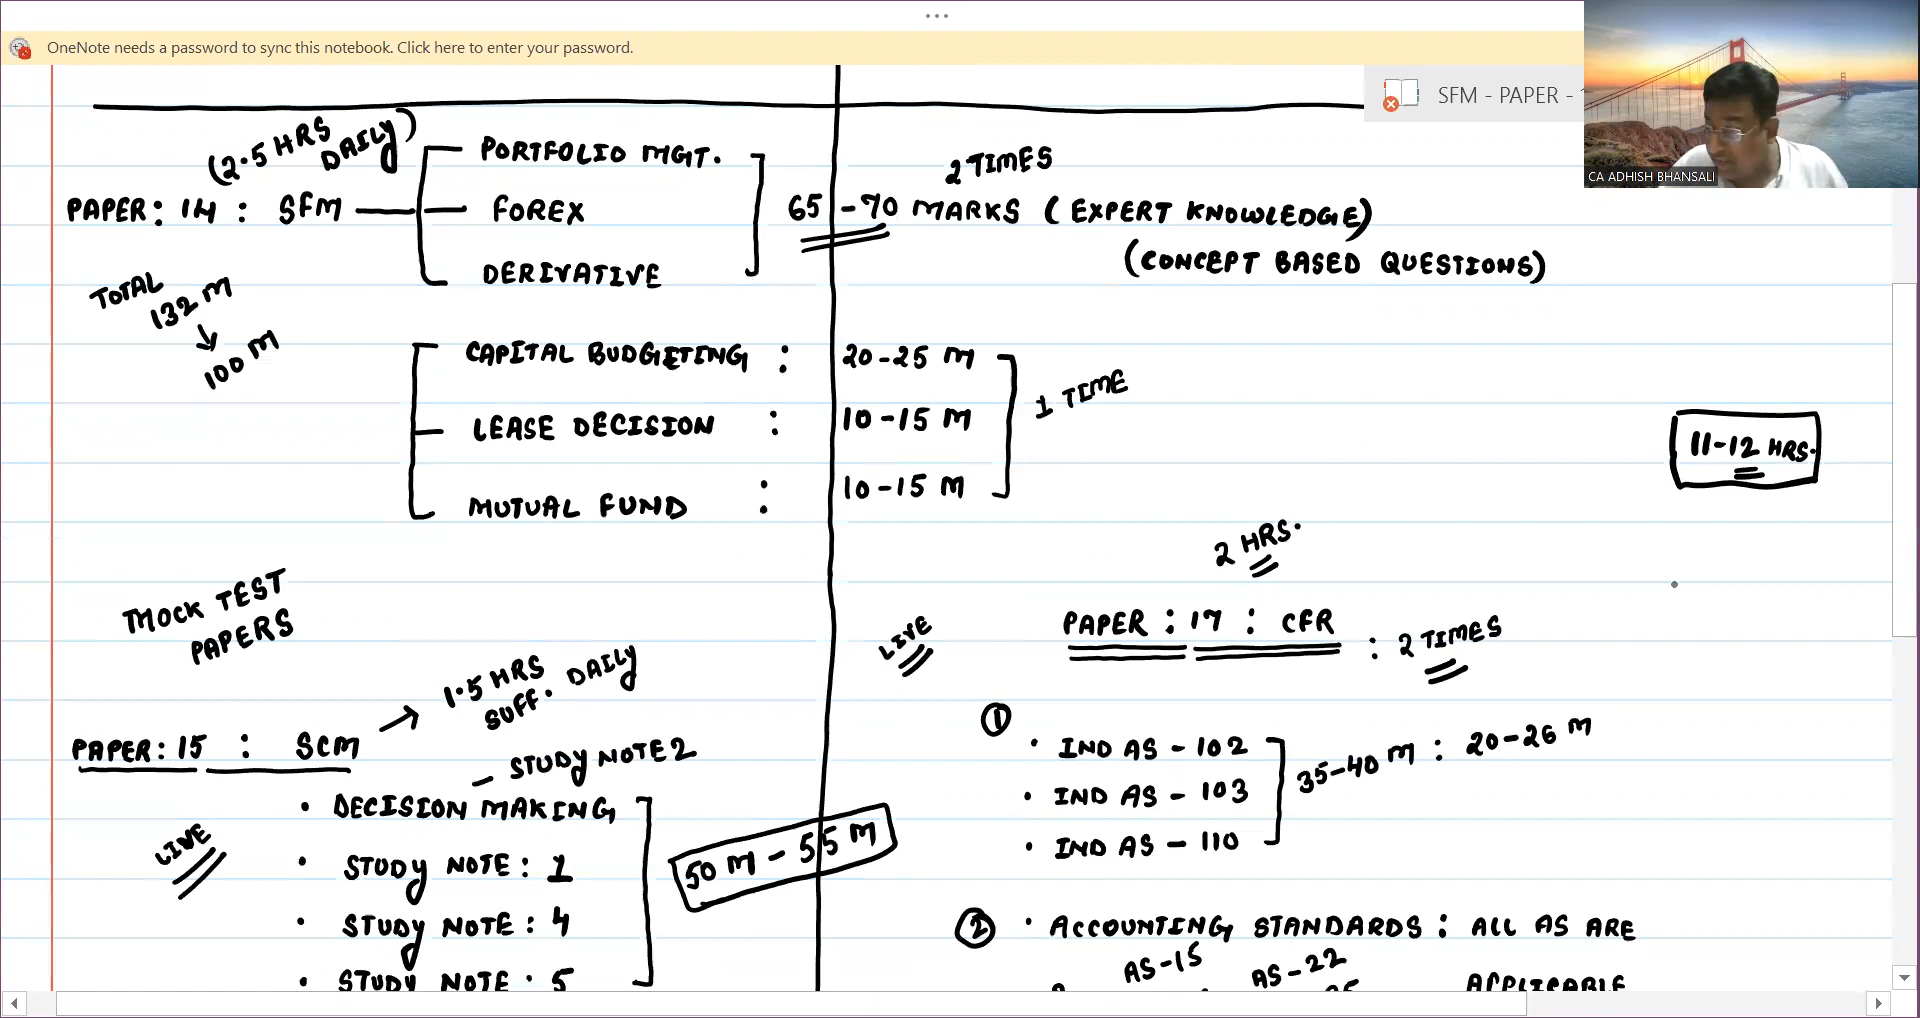 OneNote needs a password to sync this notebook. Click here to enter your password.
SFM - PAPER -
CA ADHISH BHANSALI
(2.5 HRS DAILY)
PAPER: 14 : SFM
PORTFOLIO MGT.
FOREX
DERIVATIVE
2 TIMES
65-70 MARKS (EXPERT KNOWLEDGE)
(CONCEPT BASED QUESTIONS)
TOTAL
132 M
↓
100 M
CAPITAL BUDGETING : 20-25 M
LEASE DECISION : 10-15 M
MUTUAL FUND : 10-15 M
1 TIME
11-12 HRS.
MOCK TEST
PAPERS
PAPER: 15 : SCM → 1.5 HRS DAILY
SUFF.
- STUDY NOTE 2
LIVE
• DECISION MAKING
• STUDY NOTE: 1
• STUDY NOTE: 4
• STUDY NOTE: 5
50 M - 55 M
2 HRS.
LIVE
PAPER: 17 : CFR : 2 TIMES
①
• IND AS - 102
• IND AS - 103
• IND AS - 110
35-40 M : 20-26 M
② • ACCOUNTING STANDARDS : ALL AS ARE
AS-15 AS-22
APPLICABLE